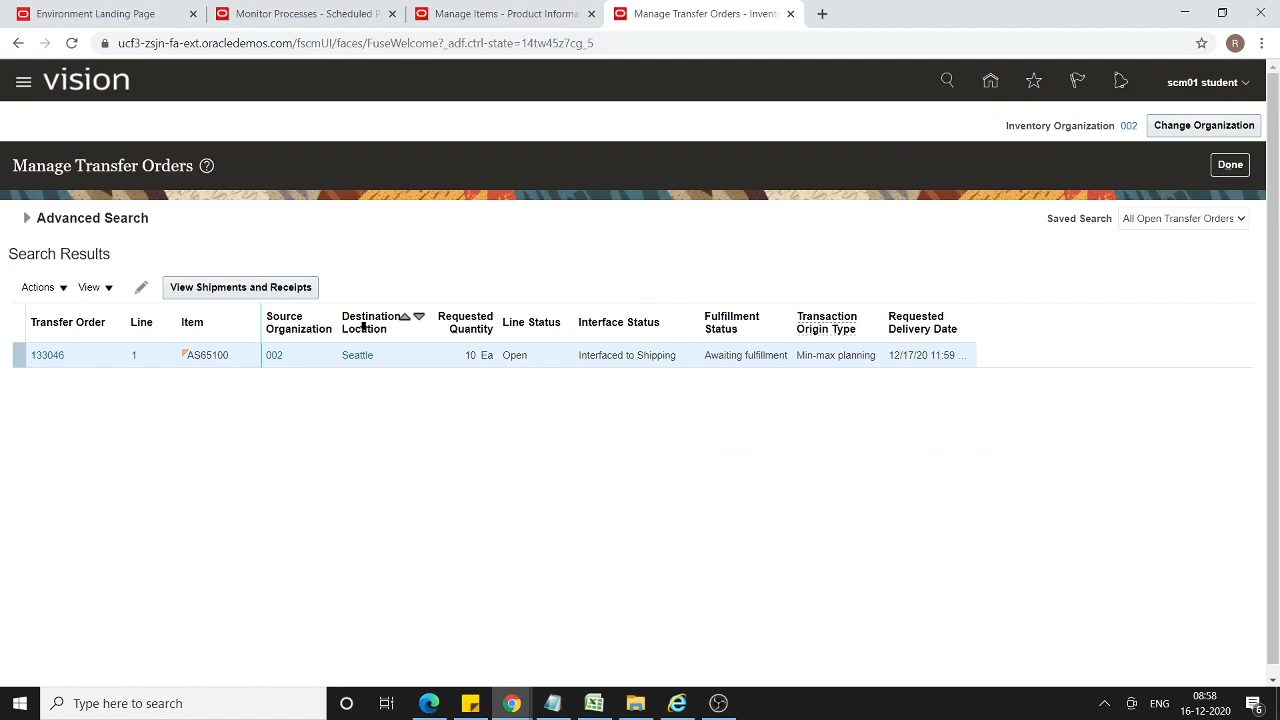 Environment Landing Page
Monitor Processes - Scheduled P
Manage Items - Product Informa
Manage Transfer Orders - Invent
ucf3-zsjn-fa-ext.oracledemos.com/fscmUI/faces/FuseWelcome?_adf.ctrl-state=14tw45z7cg_5
R
vision
scm01 student
Inventory Organization 002 Change Organization
Manage Transfer Orders ?
Done
Advanced Search
Saved Search All Open Transfer Orders
Search Results
Actions View View Shipments and Receipts
Transfer Order Line Item Source Organization Destination Location Requested Quantity Line Status Interface Status Fulfillment Status Transaction Origin Type Requested Delivery Date
133046 1 AS65100 002 Seattle 10 Ea Open Interfaced to Shipping Awaiting fulfillment Min-max planning 12/17/20 11:59 ...
Type here to search
ENG
08:58
16-12-2020
6